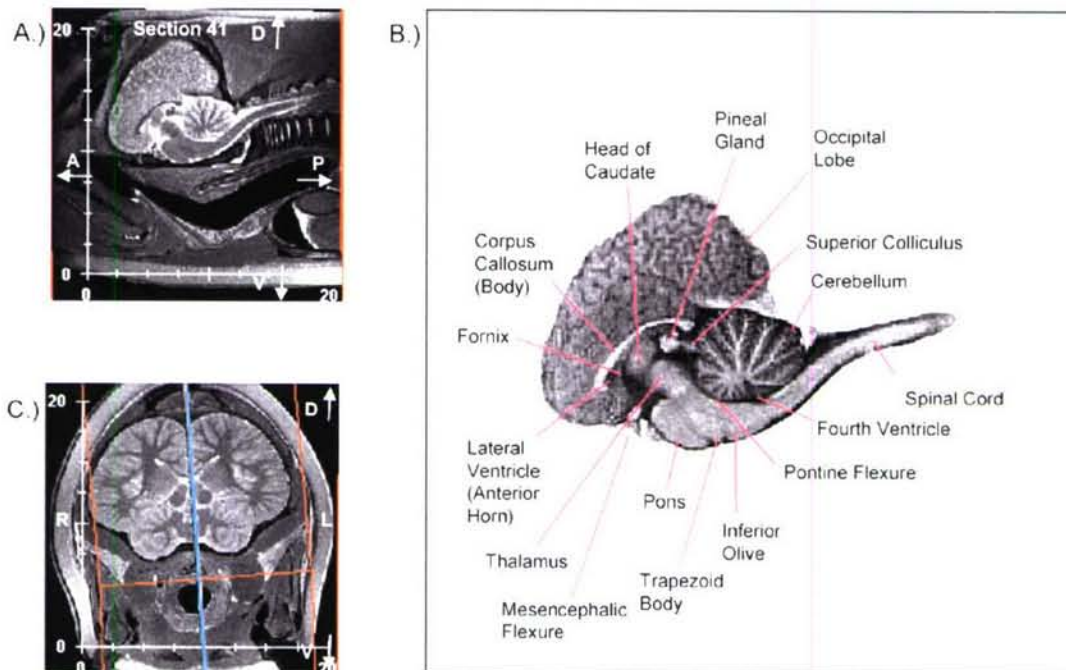 A.)
20
Section 41
D
A
P
0
V
0
20
B.)
Pineal
Gland
Occipital
Lobe
Head of
Caudate
Corpus
Callosum
(Body)
Superior Colliculus
Cerebellum
Fornix
Spinal Cord
Fourth Ventricle
Lateral
Ventricle
(Anterior
Horn)
Pontine Flexure
Pons
Inferior
Olive
Thalamus
Trapezoid
Body
Mesencephalic
Flexure
C.)
20
D
R
L
0
V
0
20